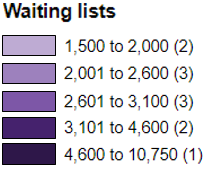 Waiting lists
1,500 to 2,000 (2)
2,001 to 2,600 (3)
2,601 to 3,100 (3)
3,101 to 4,600 (2)
4,600 to 10,750 (1)